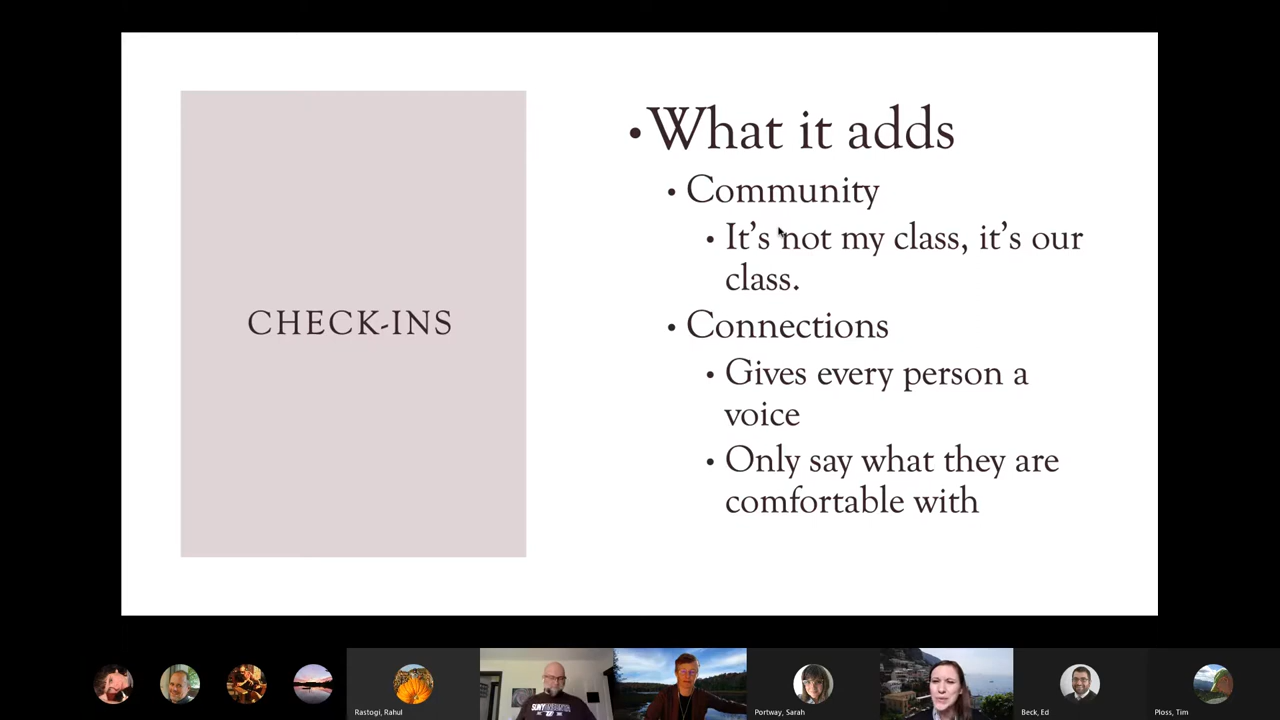 CHECK-INS
• What it adds
• Community
• It’s not my class, it’s our
class.
• Connections
• Gives every person a
voice
• Only say what they are
comfortable with
Rastogi, Rahul
Portway, Sarah
Beck, Ed
Ploss, Tim